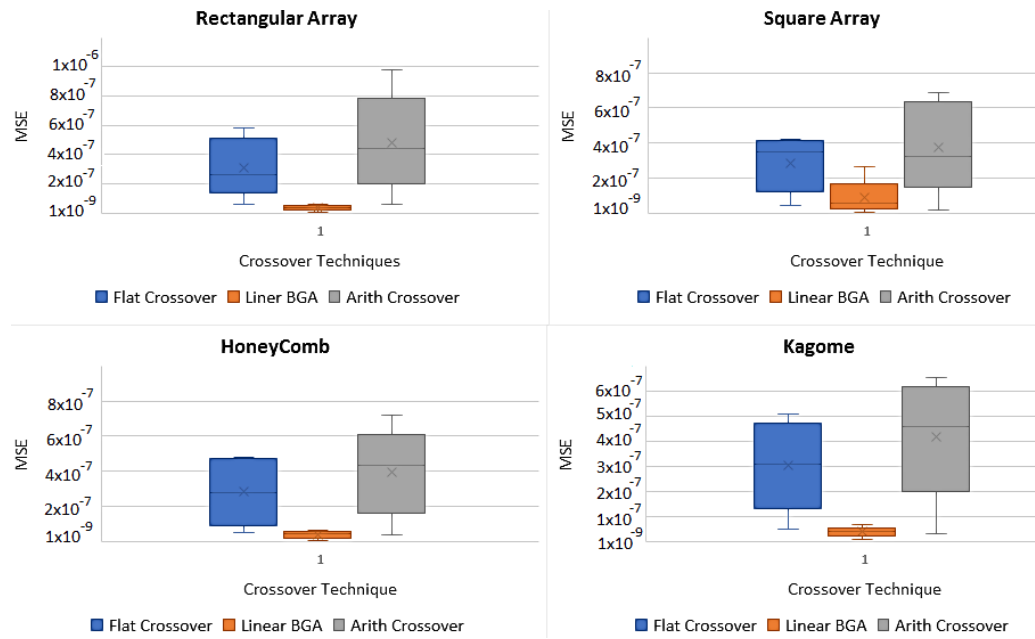 Rectangular Array
1x10-6
8x10-7
6x10-7
4x10-7
2x10-7
1x10-9
MSE
1
Crossover Techniques
Flat Crossover Liner BGA Arith Crossover
Square Array
8x10-7
6x10-7
4x10-7
2x10-7
1x10-9
MSE
1
Crossover Technique
Flat Crossover Linear BGA Arith Crossover
HoneyComb
8x10-7
6x10-7
4x10-7
2x10-7
1x10-9
MSE
1
Crossover Technique
Flat Crossover Linear BGA Arith Crossover
Kagome
6x10-7
5x10-7
4x10-7
3x10-7
2x10-7
1x10-7
1x10-9
MSE
1
Crossover Technique
Flat Crossover Linear BGA Arith Crossover